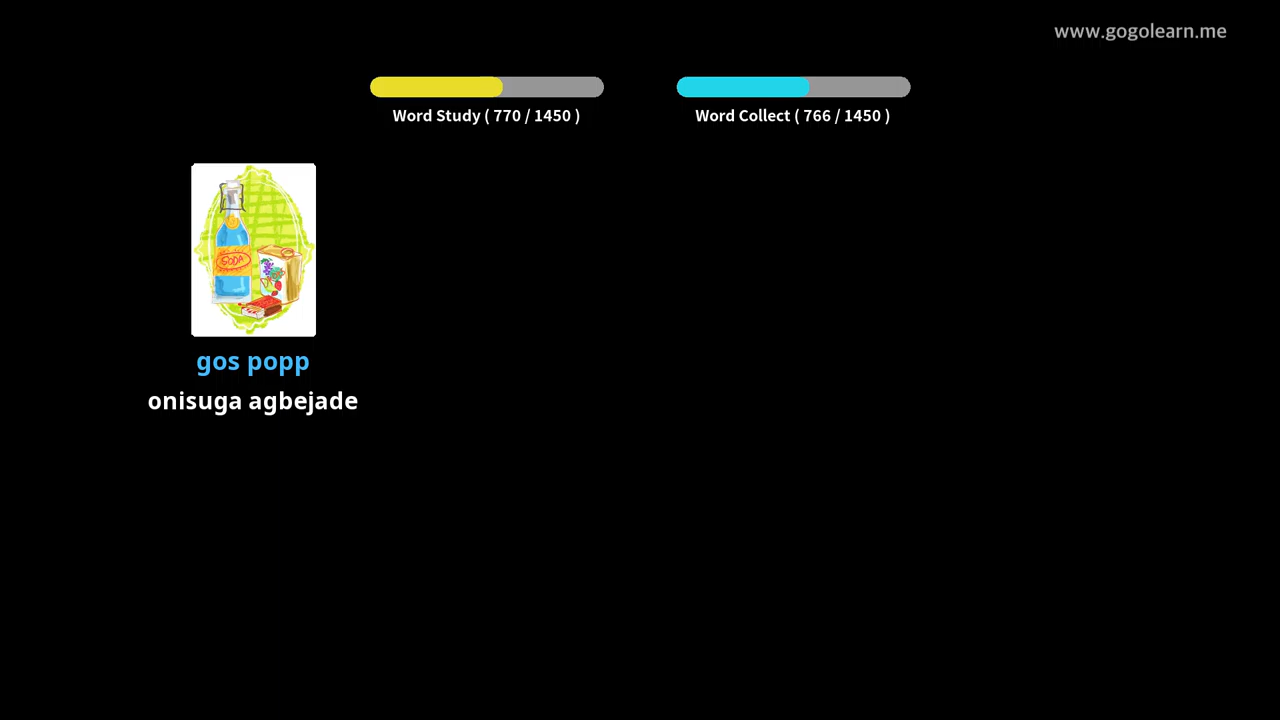 www.gogolearn.me
Word Study ( 770 / 1450 )
Word Collect ( 766 / 1450 )
SODA
gos popp
onisuga agbejade